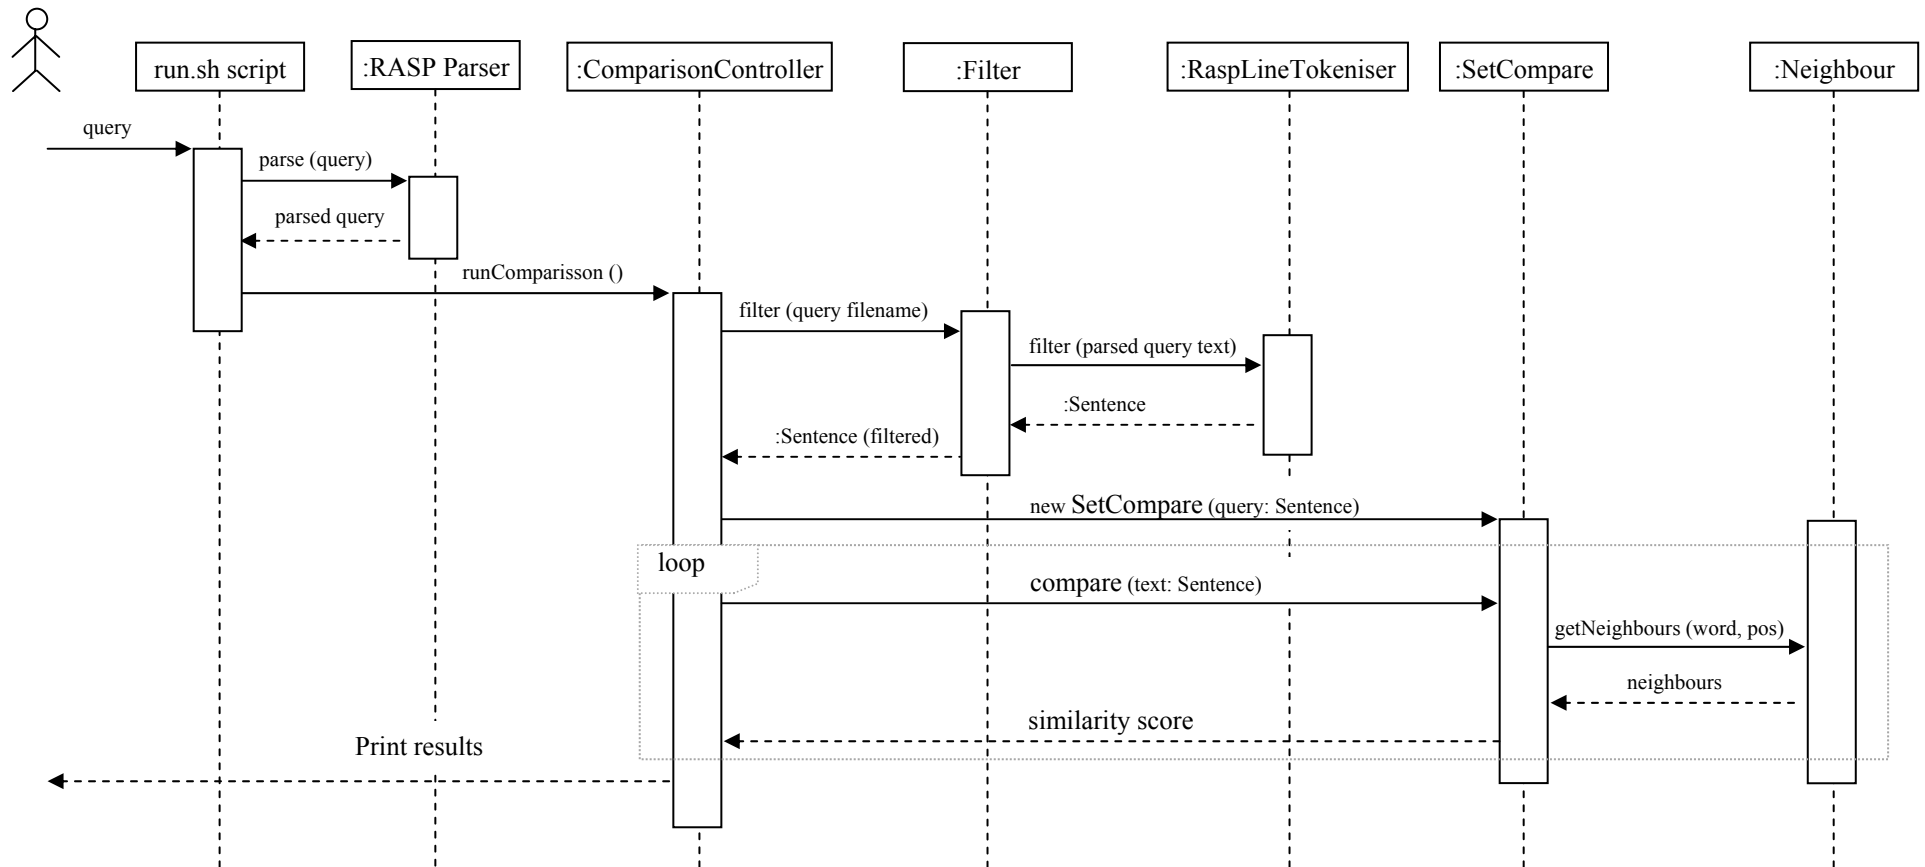 run.sh script
:RASP Parser
:ComparisonController
:Filter
:RaspLineTokeniser
:SetCompare
:Neighbour
query
parse (query)
parsed query
runComparisson ()
filter (query filename)
filter (parsed query text)
:Sentence
:Sentence (filtered)
new SetCompare (query: Sentence)
loop
compare (text: Sentence)
getNeighbours (word, pos)
neighbours
similarity score
Print results